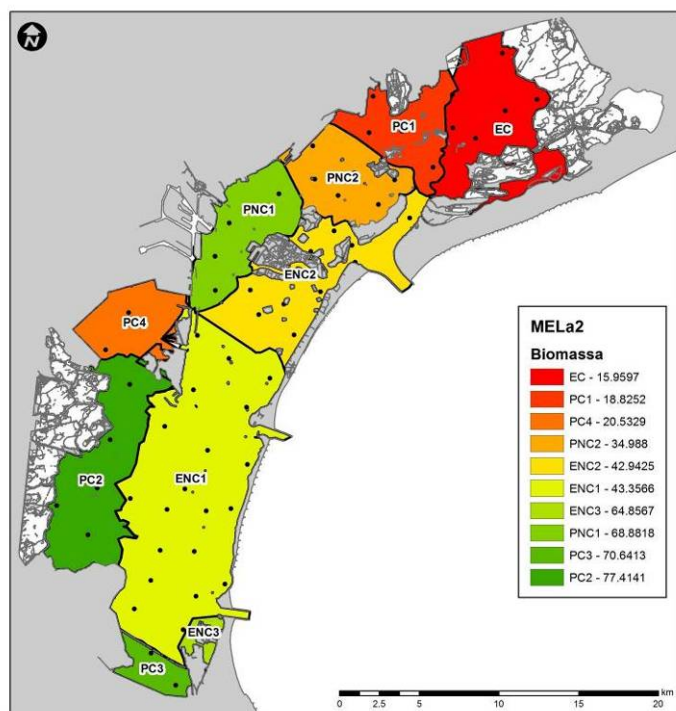 N
PC1
EC
PNC2
PNC1
ENC2
PC4
PC2
ENC1
ENC3
PC3
MELa2
Biomassa
EC - 15.9597
PC1 - 18.8252
PC4 - 20.5329
PNC2 - 34.988
ENC2 - 42.9425
ENC1 - 43.3566
ENC3 - 64.8567
PNC1 - 68.8818
PC3 - 70.6413
PC2 - 77.4141
km
0 2.5 5 10 15 20